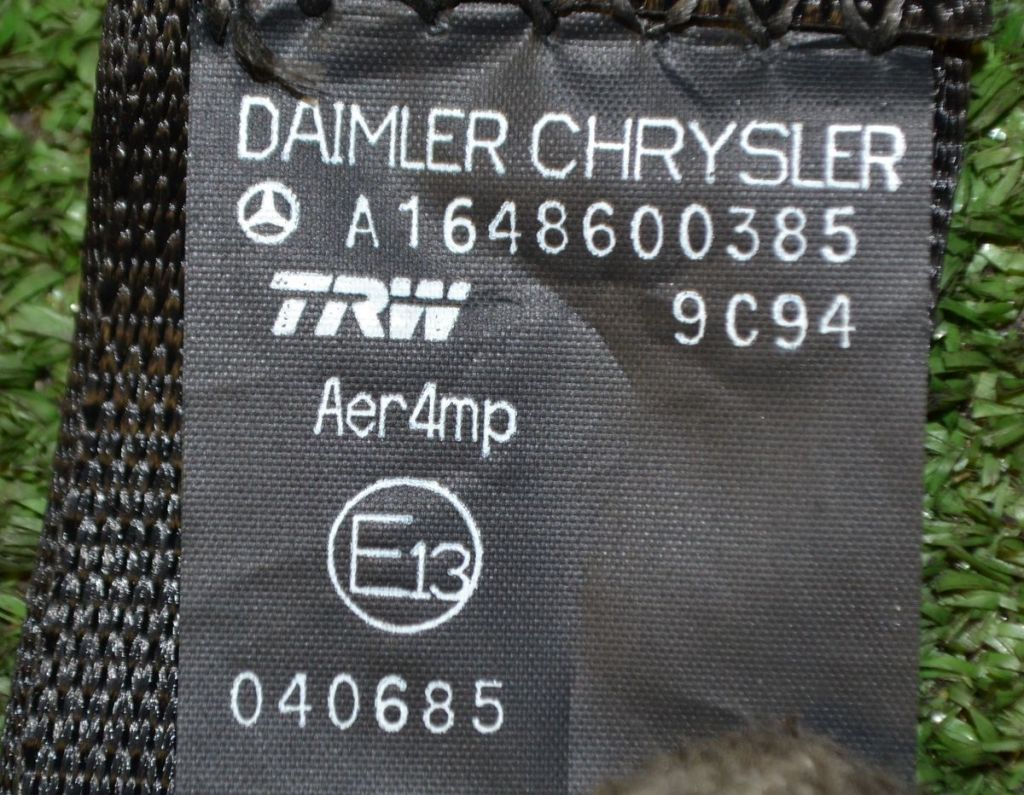 DAIMLER CHRYSLER
A1648600385
TRW 9C94
Aer4mp
E13
040685